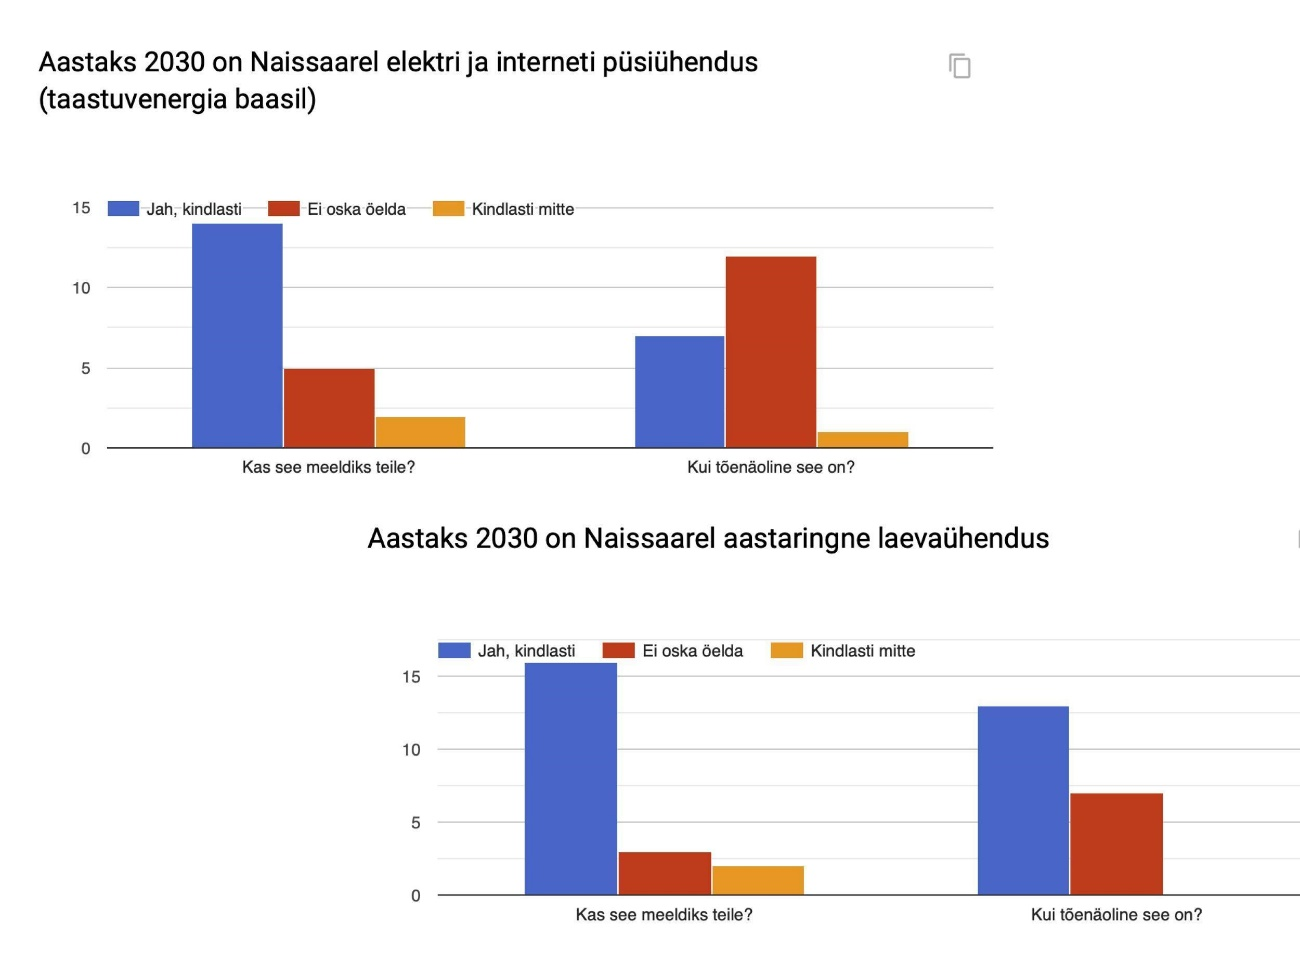 Aastaks 2030 on Naissaarel elektri ja interneti püsiühendus
(taastuvenergia baasil)
15
Jah, kindlasti
Ei oska öelda
Kindlasti mitte
10
5
0
Kas see meeldiks teile?
Kui tõenäoline see on?
Aastaks 2030 on Naissaarel aastaringne laevaühendus
Jah, kindlasti
Ei oska öelda
Kindlasti mitte
15
10
5
0
Kas see meeldiks teile?
Kui tõenäoline see on?